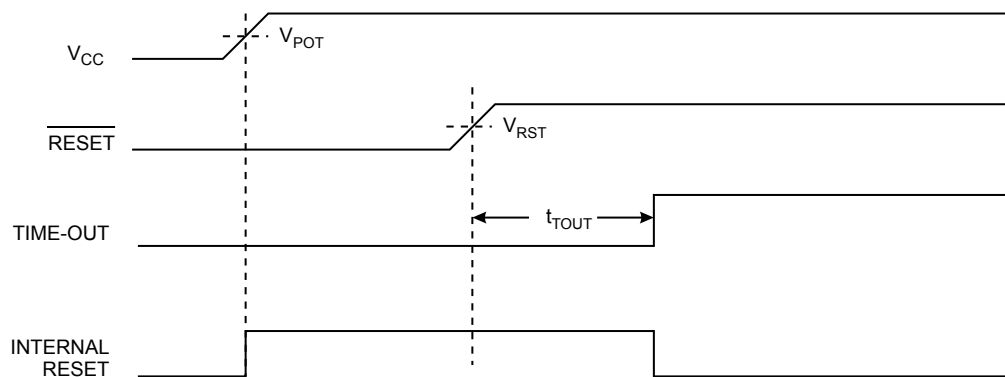 V_CC
V_POT
RESET
V_RST
t_TOUT
TIME-OUT
INTERNAL
RESET